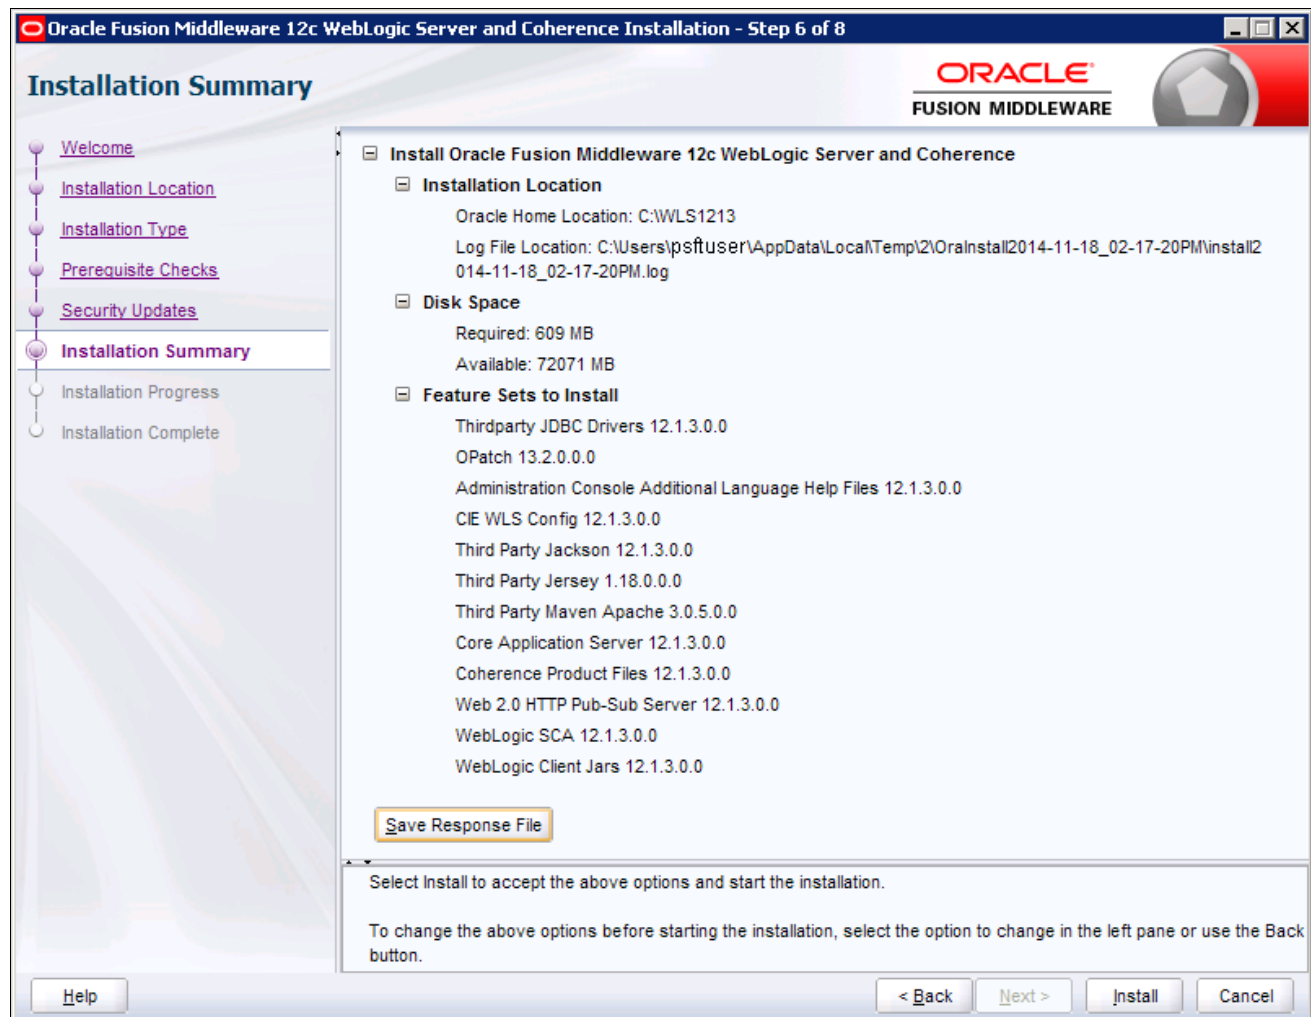 Oracle Fusion Middleware 12c WebLogic Server and Coherence Installation - Step 6 of 8
Installation Summary
ORACLE
FUSION MIDDLEWARE
Welcome
Installation Location
Installation Type
Prerequisite Checks
Security Updates
Installation Summary
Installation Progress
Installation Complete
Install Oracle Fusion Middleware 12c WebLogic Server and Coherence
Installation Location
Oracle Home Location: C:\WLS1213
Log File Location: C:\Users\psftuser\AppData\Local\Temp\2\OraInstall2014-11-18_02-17-20PM\install2
014-11-18_02-17-20PM.log
Disk Space
Required: 609 MB
Available: 72071 MB
Feature Sets to Install
Thirdparty JDBC Drivers 12.1.3.0.0
OPatch 13.2.0.0.0
Administration Console Additional Language Help Files 12.1.3.0.0
CIE WLS Config 12.1.3.0.0
Third Party Jackson 12.1.3.0.0
Third Party Jersey 1.18.0.0.0
Third Party Maven Apache 3.0.5.0.0
Core Application Server 12.1.3.0.0
Coherence Product Files 12.1.3.0.0
Web 2.0 HTTP Pub-Sub Server 12.1.3.0.0
WebLogic SCA 12.1.3.0.0
WebLogic Client Jars 12.1.3.0.0
Save Response File
Select Install to accept the above options and start the installation.
To change the above options before starting the installation, select the option to change in the left pane or use the Back
button.
Help
< Back
Next >
Install
Cancel